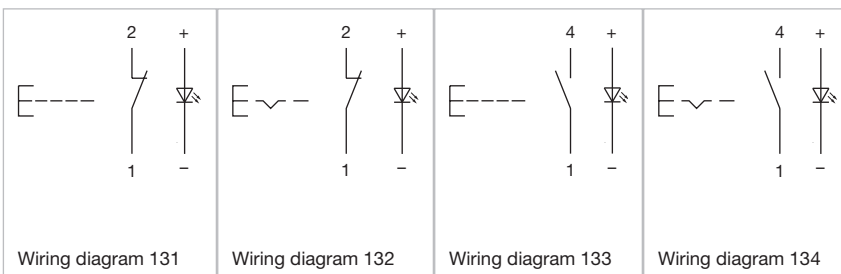 2 +
1 –
Wiring diagram 131
2 +
1 –
Wiring diagram 132
4 +
1 –
Wiring diagram 133
4 +
1 –
Wiring diagram 134